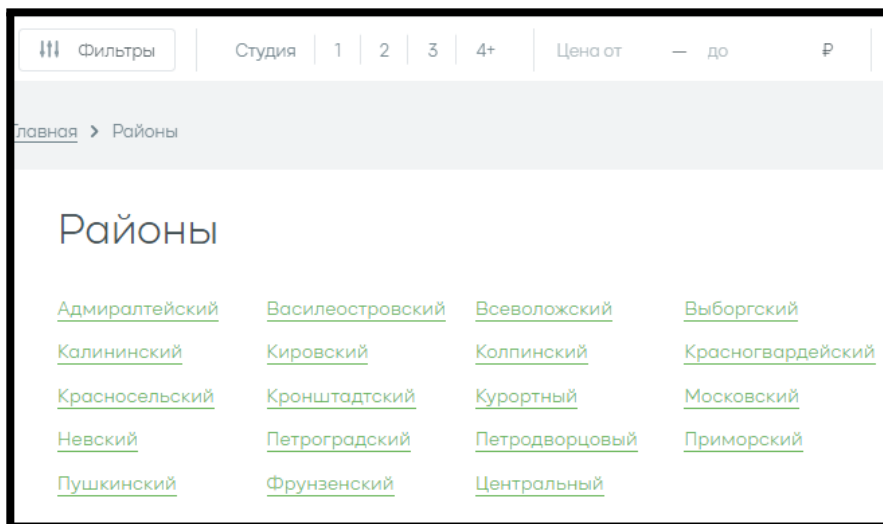 Фильтры Студия 1 2 3 4+ Цена от — до ₽
Главная > Районы
Районы
Адмиралтейский Василеостровский Всеволожский Выборгский
Калининский Кировский Колпинский Красногвардейский
Красносельский Кронштадтский Курортный Московский
Невский Петроградский Петродворцовый Приморский
Пушкинский Фрунзенский Центральный